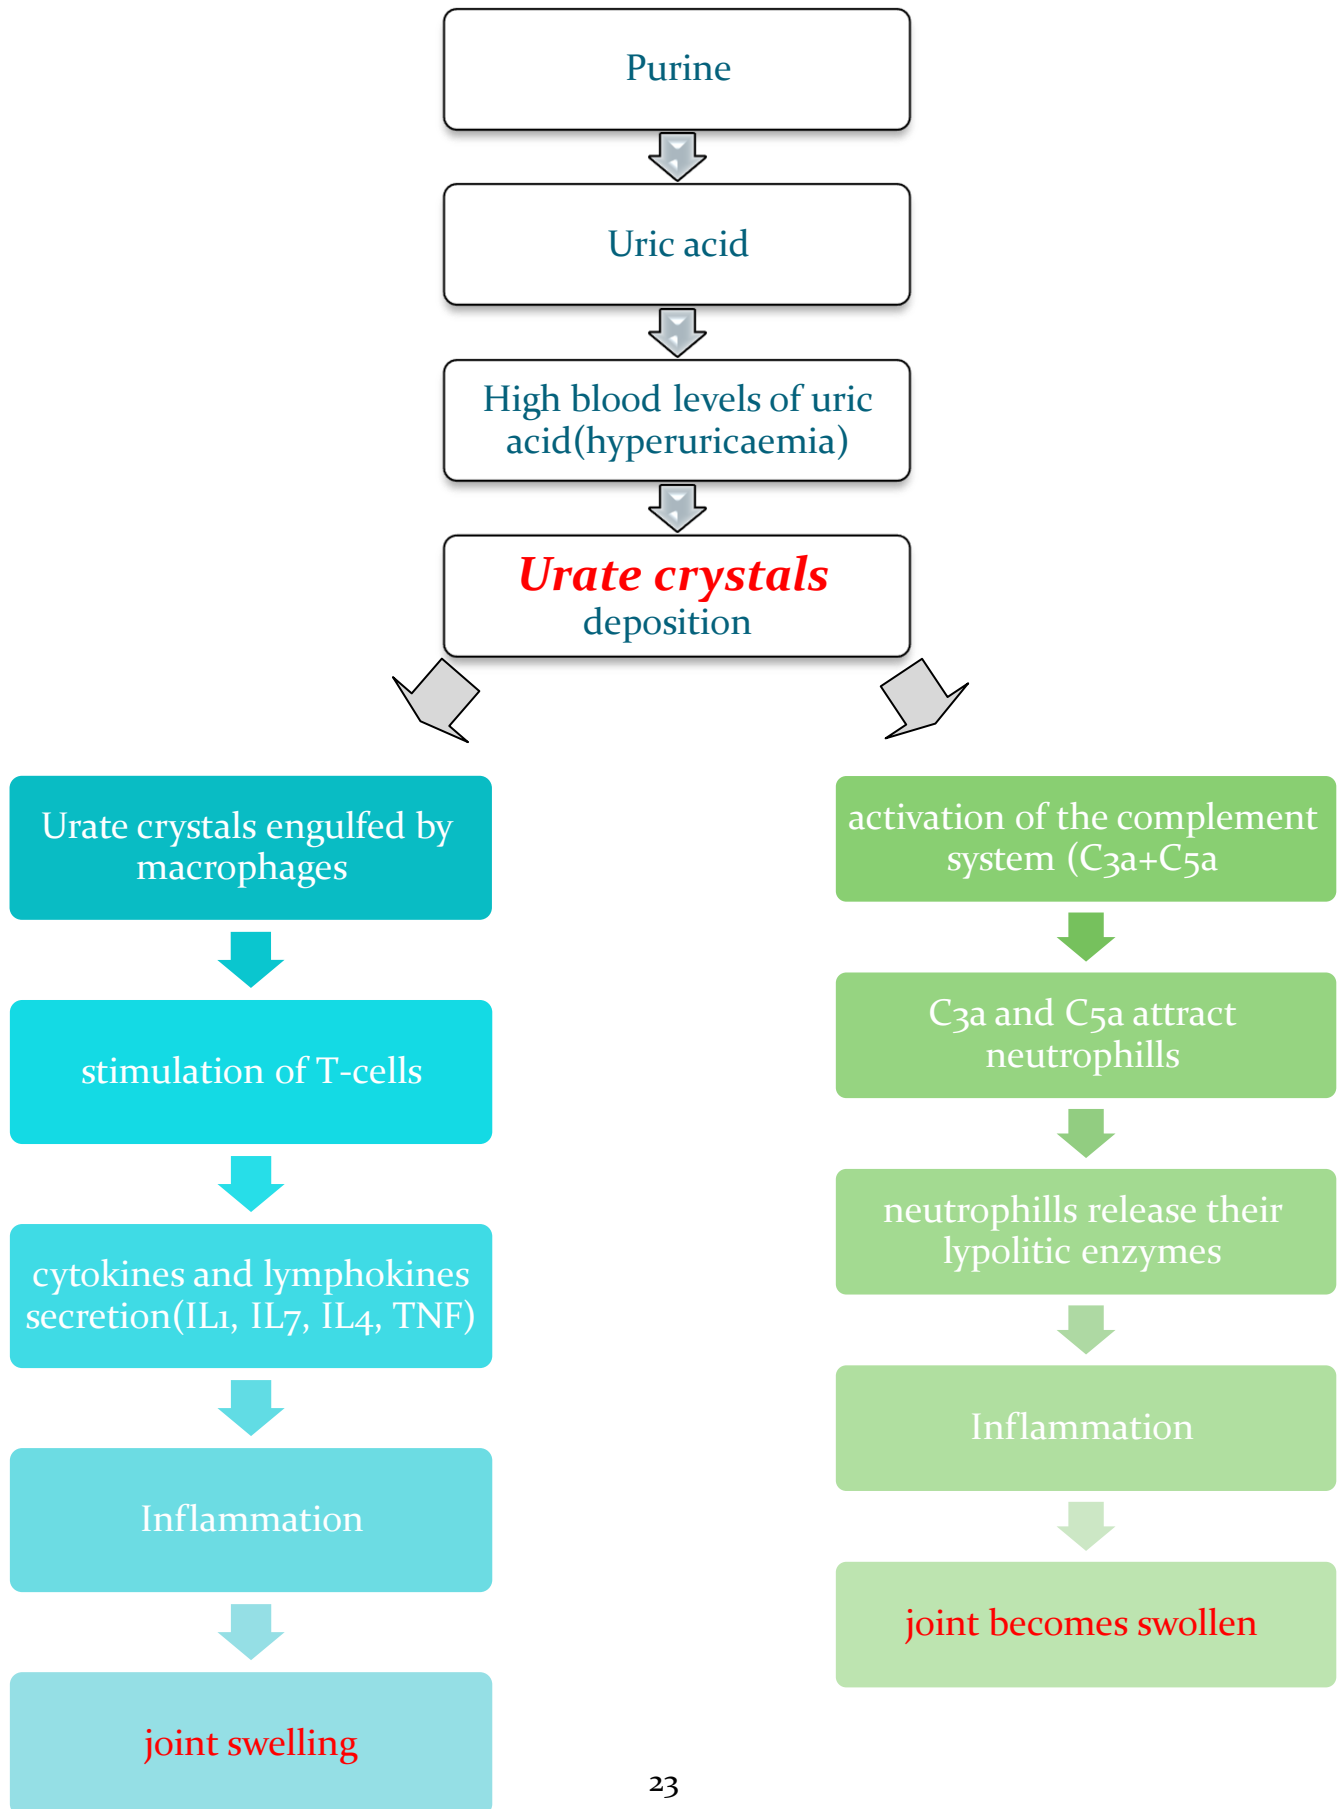 Purine
Uric acid
High blood levels of uric
acid(hyperuricaemia)
Urate crystals
deposition
Urate crystals engulfed by
macrophages
stimulation of T-cells
cytokines and lymphokines
secretion(IL1, IL7, IL4, TNF)
Inflammation
joint swelling
activation of the complement
system (C3a+C5a
C3a and C5a attract
neutrophills
neutrophills release their
lypolitic enzymes
Inflammation
joint becomes swollen
23